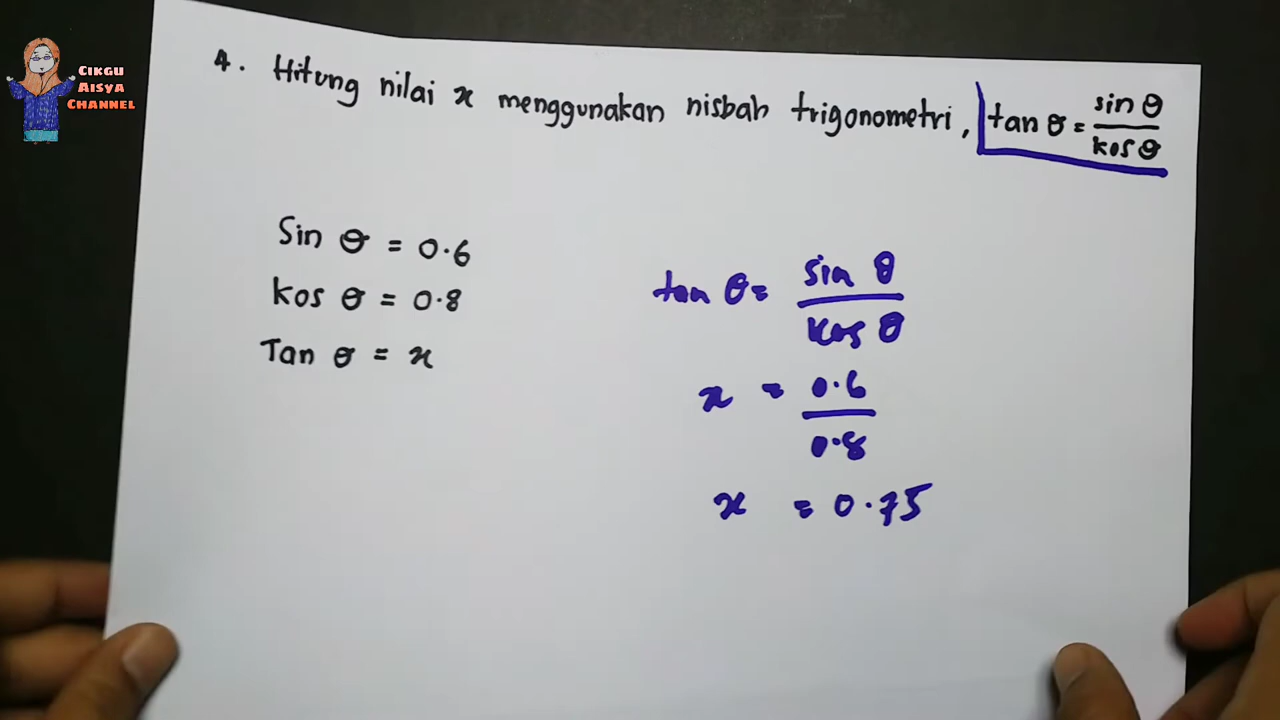 CIKGU
AISYA
CHANNEL
4. Hitung nilai x menggunakan nisbah trigonometri, tan θ = sin θ / kos θ
Sin θ = 0.6
kos θ = 0.8
Tan θ = x
tan θ = sin θ / kos θ
x = 0.6 / 0.8
x = 0.75